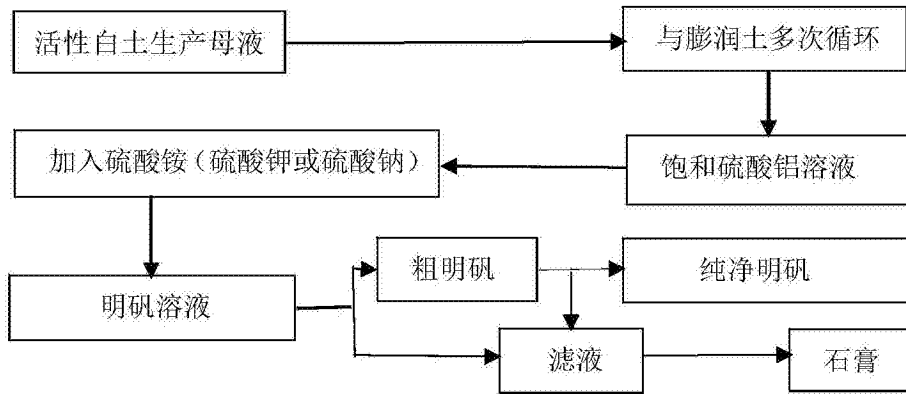 活性白土生产母液
与膨润土多次循环
加入硫酸铵（硫酸钾或硫酸钠）
饱和硫酸铝溶液
粗明矾
纯净明矾
明矾溶液
滤液
石膏